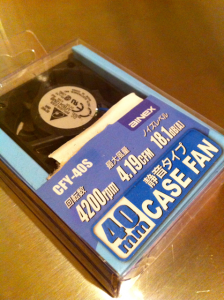 AINEX
CFY-40S
回転数
4200rpm
最大風量
4.19CFM
ノイズレベル
18.1dB(A)
40mm
静音タイプ
CASE FAN